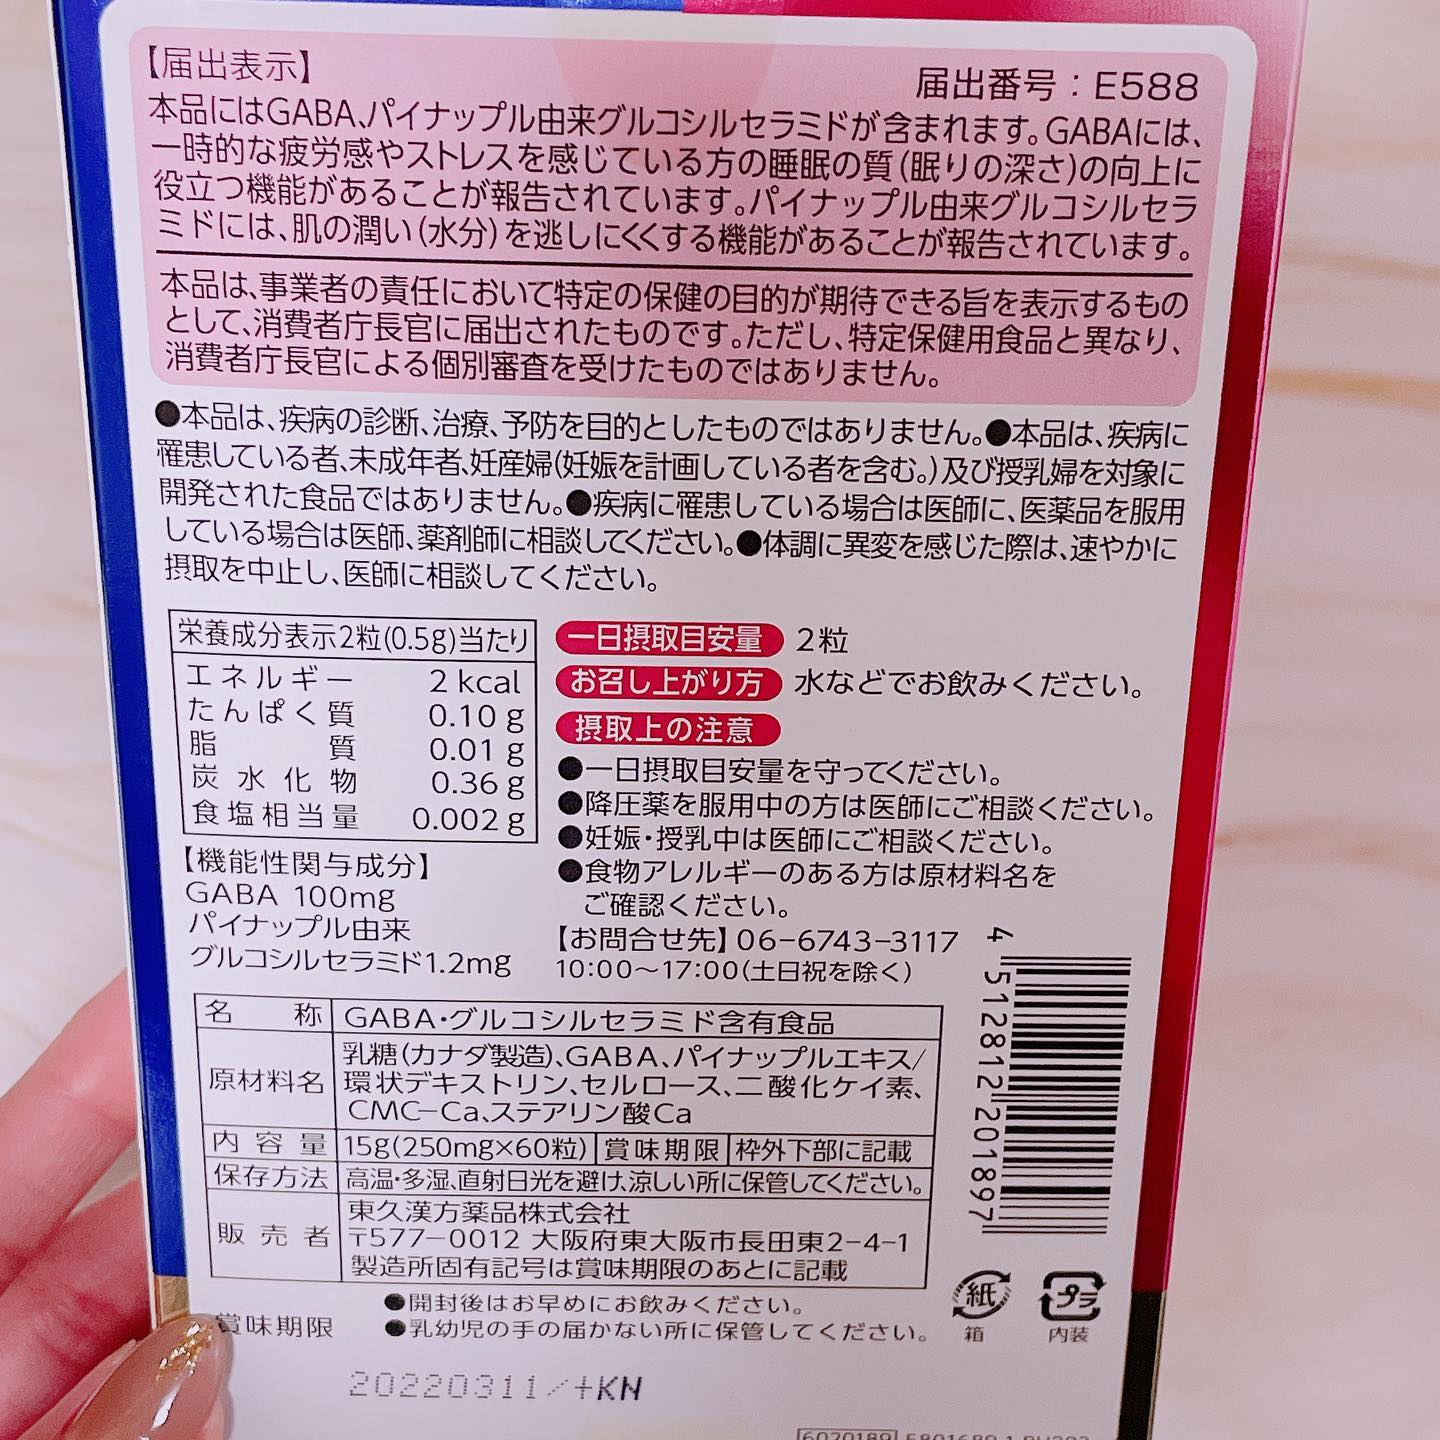 【届出表示】 届出番号：E588
本品にはGABA、パイナップル由来グルコシルセラミドが含まれます。GABAには、
一時的な疲労感やストレスを感じている方の睡眠の質(眠りの深さ)の向上に
役立つ機能があることが報告されています。パイナップル由来グルコシルセラ
ミドには、肌の潤い(水分)を逃しにくくする機能があることが報告されています。
本品は、事業者の責任において特定の保健の目的が期待できる旨を表示するもの
として、消費者庁長官に届出されたものです。ただし、特定保健用食品と異なり、
消費者庁長官による個別審査を受けたものではありません。
●本品は、疾病の診断、治療、予防を目的としたものではありません。●本品は、疾病に
罹患している者、未成年者、妊産婦(妊娠を計画している者を含む。)及び授乳婦を対象に
開発された食品ではありません。●疾病に罹患している場合は医師に、医薬品を服用
している場合は医師、薬剤師に相談してください。●体調に異変を感じた際は、速やかに
摂取を中止し、医師に相談してください。
栄養成分表示2粒(0.5g)当たり
エネルギー 2kcal
たんぱく質 0.10g
脂質 0.01g
炭水化物 0.36g
食塩相当量 0.002g
【機能性関与成分】
GABA 100mg
パイナップル由来
グルコシルセラミド1.2mg
一日摂取目安量 2粒
お召し上がり方 水などでお飲みください。
摂取上の注意
●一日摂取目安量を守ってください。
●降圧薬を服用中の方は医師にご相談ください。
●妊娠・授乳中は医師にご相談ください。
●食物アレルギーのある方は原材料名を
ご確認ください。
【お問合せ先】06-6743-3117
10:00～17:00(土日祝を除く)
4 512812 201897
名称 GABA・グルコシルセラミド含有食品
原材料名 乳糖(カナダ製造)、GABA、パイナップルエキス/
環状デキストリン、セルロース、二酸化ケイ素、
CMC-Ca、ステアリン酸Ca
内容量 15g(250mg×60粒) 賞味期限 枠外下部に記載
保存方法 高温・多湿、直射日光を避け、涼しい所に保管してください。
販売者 東久漢方薬品株式会社
〒577-0012 大阪府東大阪市長田東2-4-1
製造所固有記号は賞味期限のあとに記載
●開封後はお早めにお飲みください。
●乳幼児の手の届かない所に保管してください。
紙 箱
プラ 内装
賞味期限
20220311/+KN
6020189